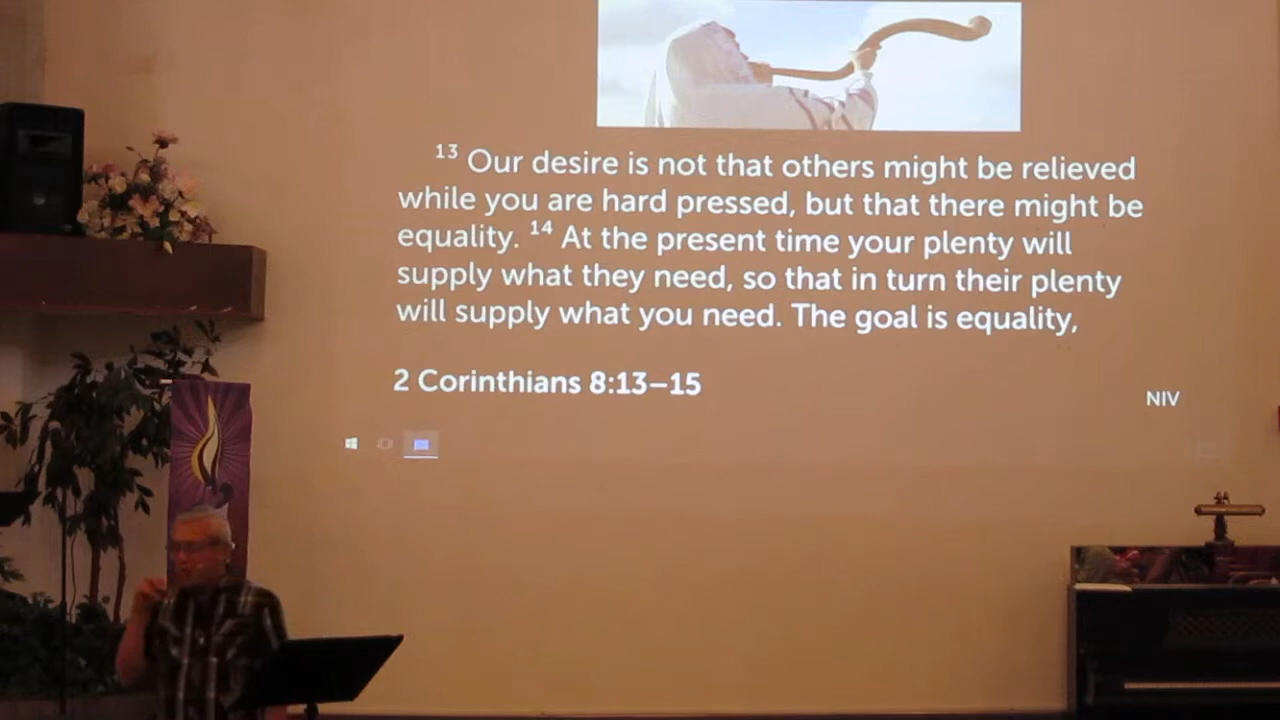 13 Our desire is not that others might be relieved
while you are hard pressed, but that there might be
equality. 14 At the present time your plenty will
supply what they need, so that in turn their plenty
will supply what you need. The goal is equality,
2 Corinthians 8:13–15
NIV